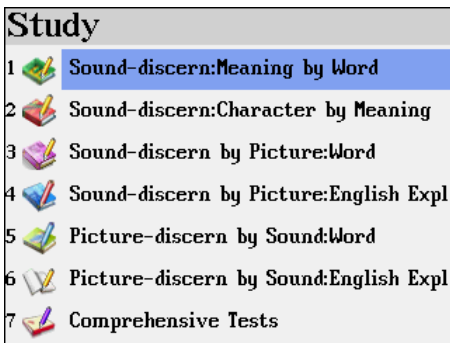 Study
1 Sound-discern:Meaning by Word
2 Sound-discern:Character by Meaning
3 Sound-discern by Picture:Word
4 Sound-discern by Picture:English Expl
5 Picture-discern by Sound:Word
6 Picture-discern by Sound:English Expl
7 Comprehensive Tests